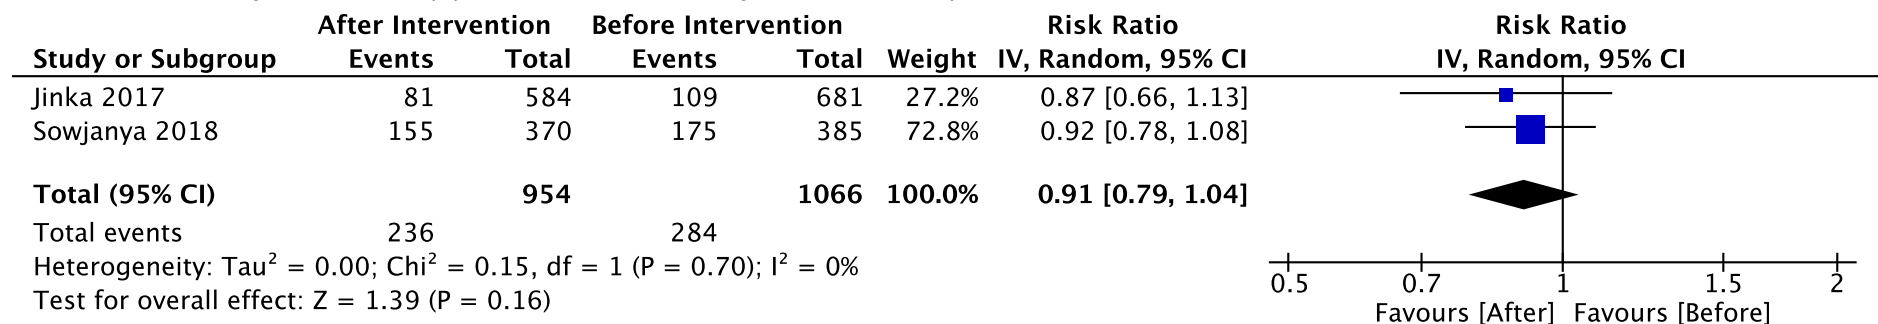 After Intervention Before Intervention Risk Ratio Risk Ratio
Study or Subgroup Events Total Events Total Weight IV, Random, 95% CI IV, Random, 95% CI
Jinka 2017 81 584 109 681 27.2% 0.87 [0.66, 1.13]
Sowjanya 2018 155 370 175 385 72.8% 0.92 [0.78, 1.08]
Total (95% CI) 954 1066 100.0% 0.91 [0.79, 1.04]
Total events 236 284
Heterogeneity: Tau² = 0.00; Chi² = 0.15, df = 1 (P = 0.70); I² = 0%
Test for overall effect: Z = 1.39 (P = 0.16)
0.5 0.7 1 1.5 2
Favours [After] Favours [Before]